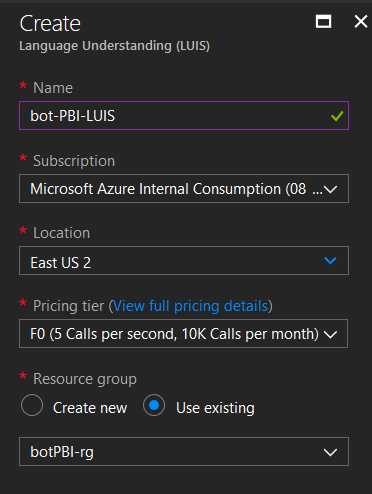 Create
Language Understanding (LUIS)
* Name
bot-PBI-LUIS
* Subscription
Microsoft Azure Internal Consumption (08 ...
* Location
East US 2
* Pricing tier (View full pricing details)
F0 (5 Calls per second, 10K Calls per month)
* Resource group
Create new Use existing
botPBI-rg